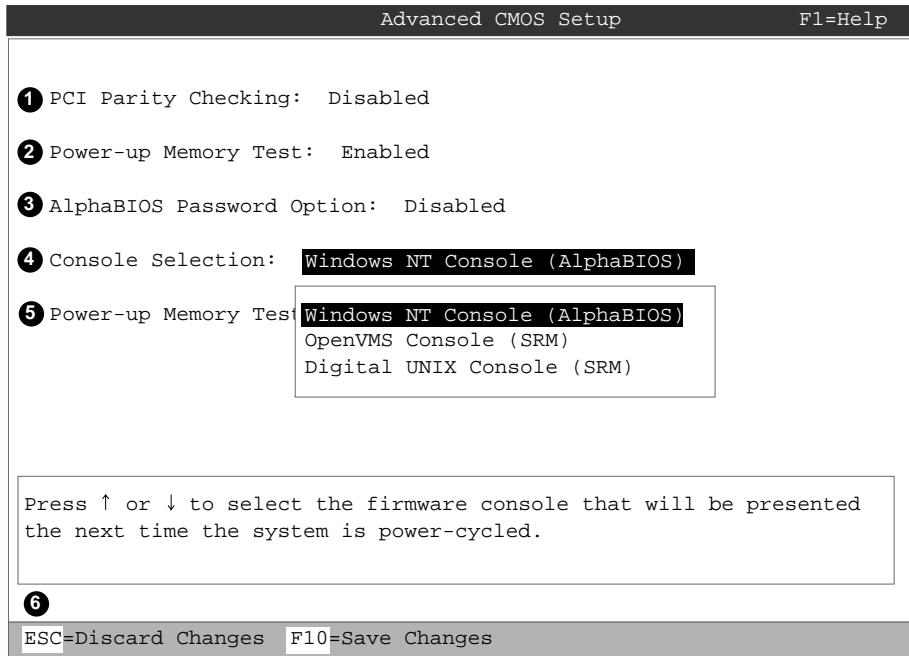 Advanced CMOS Setup F1=Help
1 PCI Parity Checking: Disabled
2 Power-up Memory Test: Enabled
3 AlphaBIOS Password Option: Disabled
4 Console Selection: Windows NT Console (AlphaBIOS)
5 Power-up Memory Test
Windows NT Console (AlphaBIOS)
OpenVMS Console (SRM)
Digital UNIX Console (SRM)
Press ↑ or ↓ to select the firmware console that will be presented
the next time the system is power-cycled.
6
ESC=Discard Changes F10=Save Changes